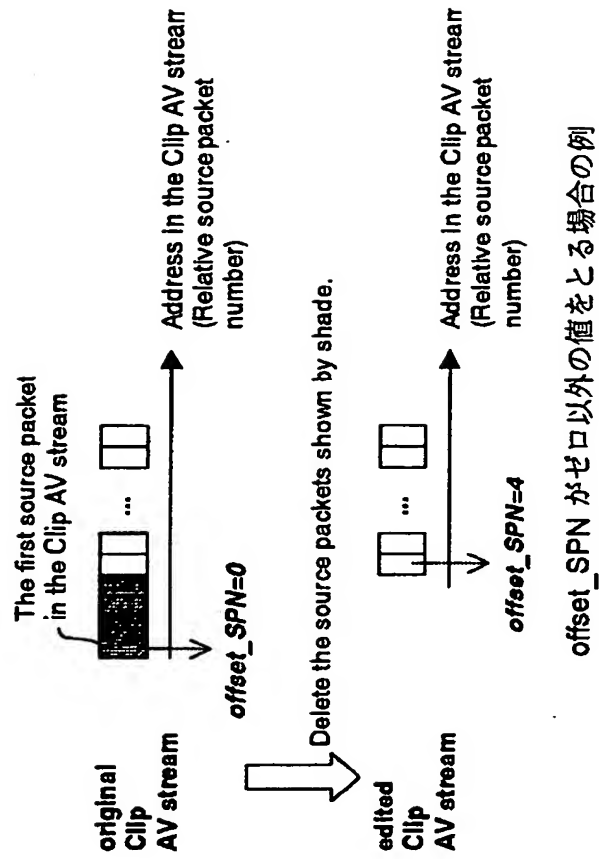 The first source packet
in the Clip AV stream
original
Clip
AV stream
...
Address in the Clip AV stream
(Relative source packet
number)
offset_SPN=0
Delete the source packets shown by shade.
edited
Clip
AV stream
...
Address in the Clip AV stream
(Relative source packet
number)
offset_SPN=4
offset_SPN がゼロ以外の値をとる場合の例